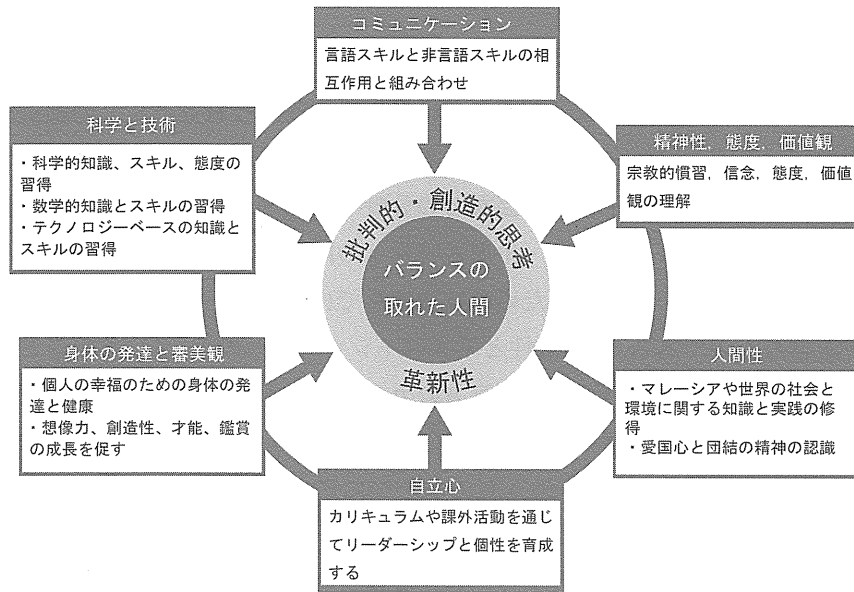 コミュニケーション
言語スキルと非言語スキルの相
互作用と組み合わせ
科学と技術
・科学的知識、スキル、態度の
習得
・数学的知識とスキルの習得
・テクノロジーベースの知識と
スキルの習得
精神性，態度，価値観
宗教的慣習，信念，態度，価値
観の理解
批判的・創造的思考
バランスの
取れた人間
革新性
身体の発達と審美観
・個人の幸福のための身体の発
達と健康
・想像力、創造性、才能、鑑賞
の成長を促す
人間性
・マレーシアや世界の社会と
環境に関する知識と実践の修
得
・愛国心と団結の精神の認識
自立心
カリキュラムや課外活動を通じ
てリーダーシップと個性を育成
する